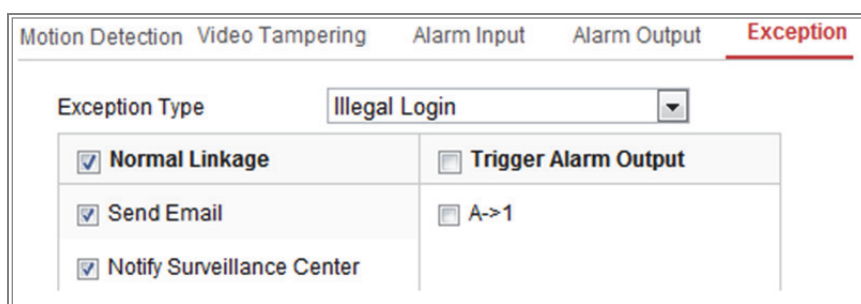 Motion Detection Video Tampering Alarm Input Alarm Output Exception
Exception Type Illegal Login
Normal Linkage Trigger Alarm Output
Send Email A->1
Notify Surveillance Center